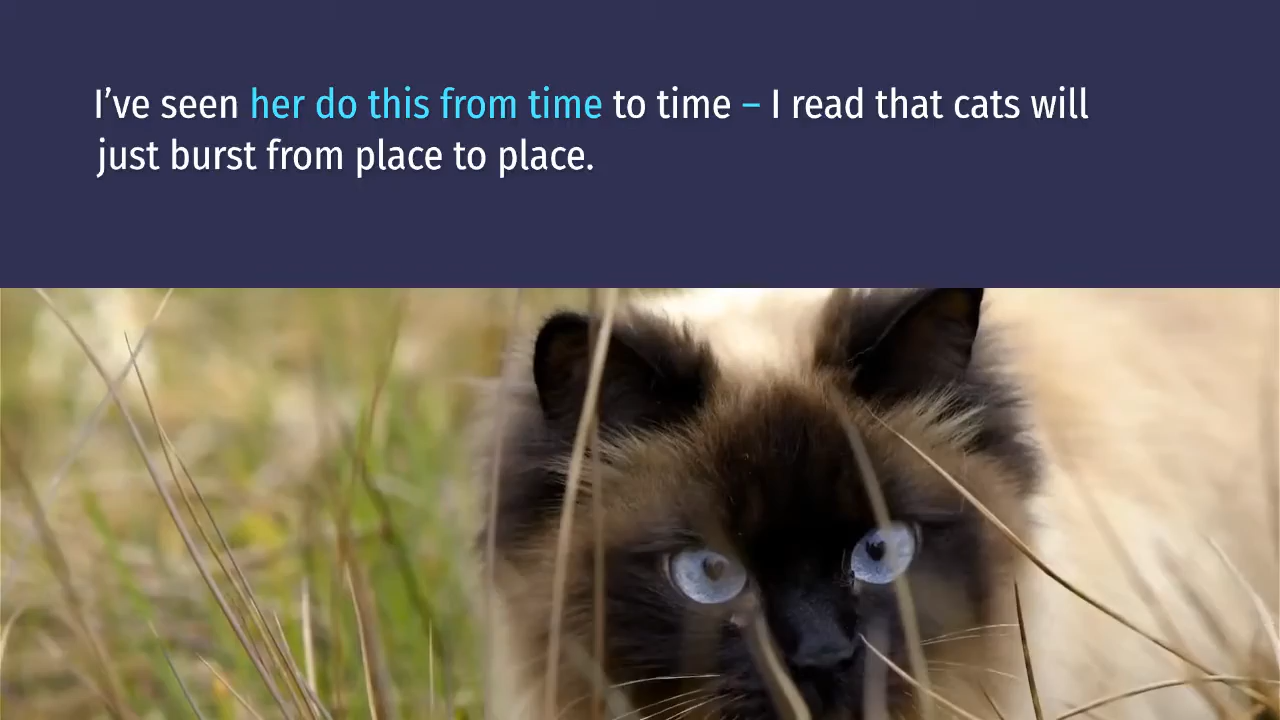 I’ve seen her do this from time to time – I read that cats will
just burst from place to place.